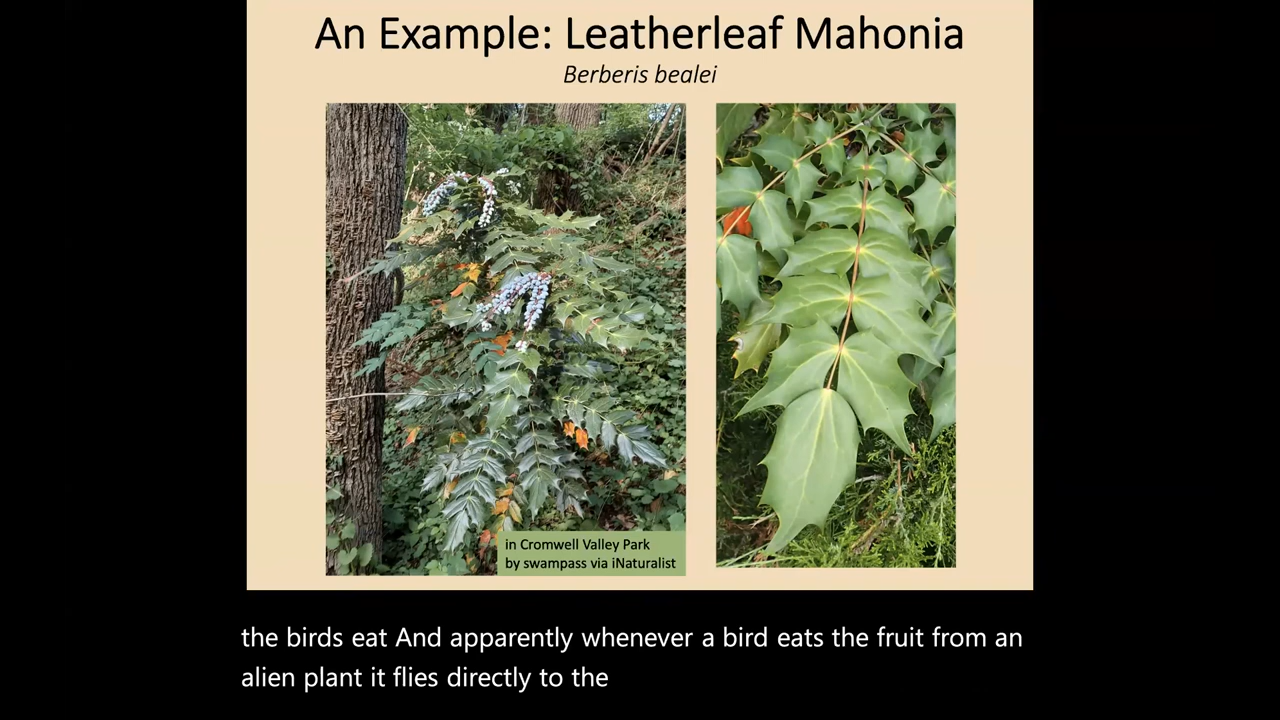 An Example: Leatherleaf Mahonia
Berberis bealei
in Cromwell Valley Park
by swampass via iNaturalist
the birds eat And apparently whenever a bird eats the fruit from an
alien plant it flies directly to the